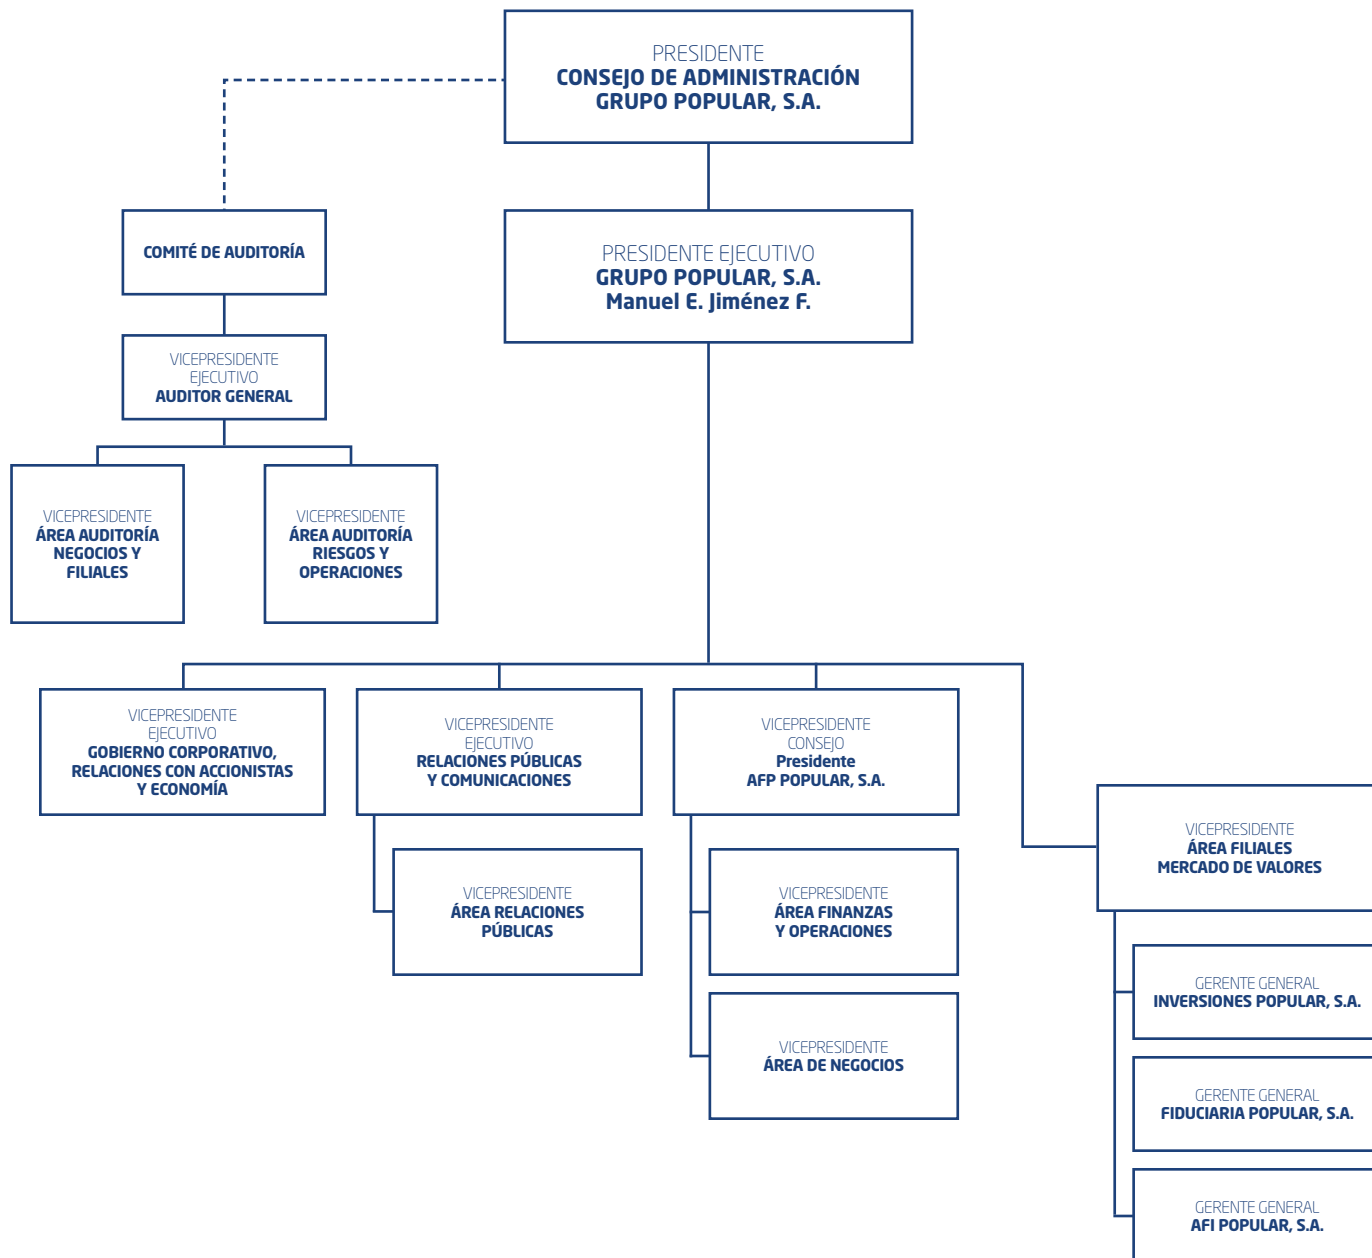 PRESIDENTE
CONSEJO DE ADMINISTRACIÓN
GRUPO POPULAR, S.A.
COMITÉ DE AUDITORÍA
PRESIDENTE EJECUTIVO
GRUPO POPULAR, S.A.
Manuel E. Jiménez F.
VICEPRESIDENTE
EJECUTIVO
AUDITOR GENERAL
VICEPRESIDENTE
ÁREA AUDITORÍA
NEGOCIOS Y
FILIALES
VICEPRESIDENTE
ÁREA AUDITORÍA
RIESGOS Y
OPERACIONES
VICEPRESIDENTE
EJECUTIVO
GOBIERNO CORPORATIVO,
RELACIONES CON ACCIONISTAS
Y ECONOMÍA
VICEPRESIDENTE
EJECUTIVO
RELACIONES PÚBLICAS
Y COMUNICACIONES
VICEPRESIDENTE
ÁREA RELACIONES
PÚBLICAS
VICEPRESIDENTE
CONSEJO
Presidente
AFP POPULAR, S.A.
VICEPRESIDENTE
ÁREA FINANZAS
Y OPERACIONES
VICEPRESIDENTE
ÁREA DE NEGOCIOS
VICEPRESIDENTE
ÁREA FILIALES
MERCADO DE VALORES
GERENTE GENERAL
INVERSIONES POPULAR, S.A.
GERENTE GENERAL
FIDUCIARIA POPULAR, S.A.
GERENTE GENERAL
AFI POPULAR, S.A.